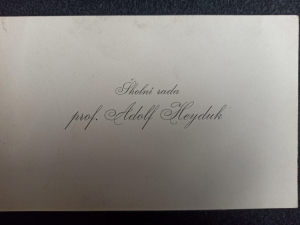 Školní rada
prof. Adolf Heyduk